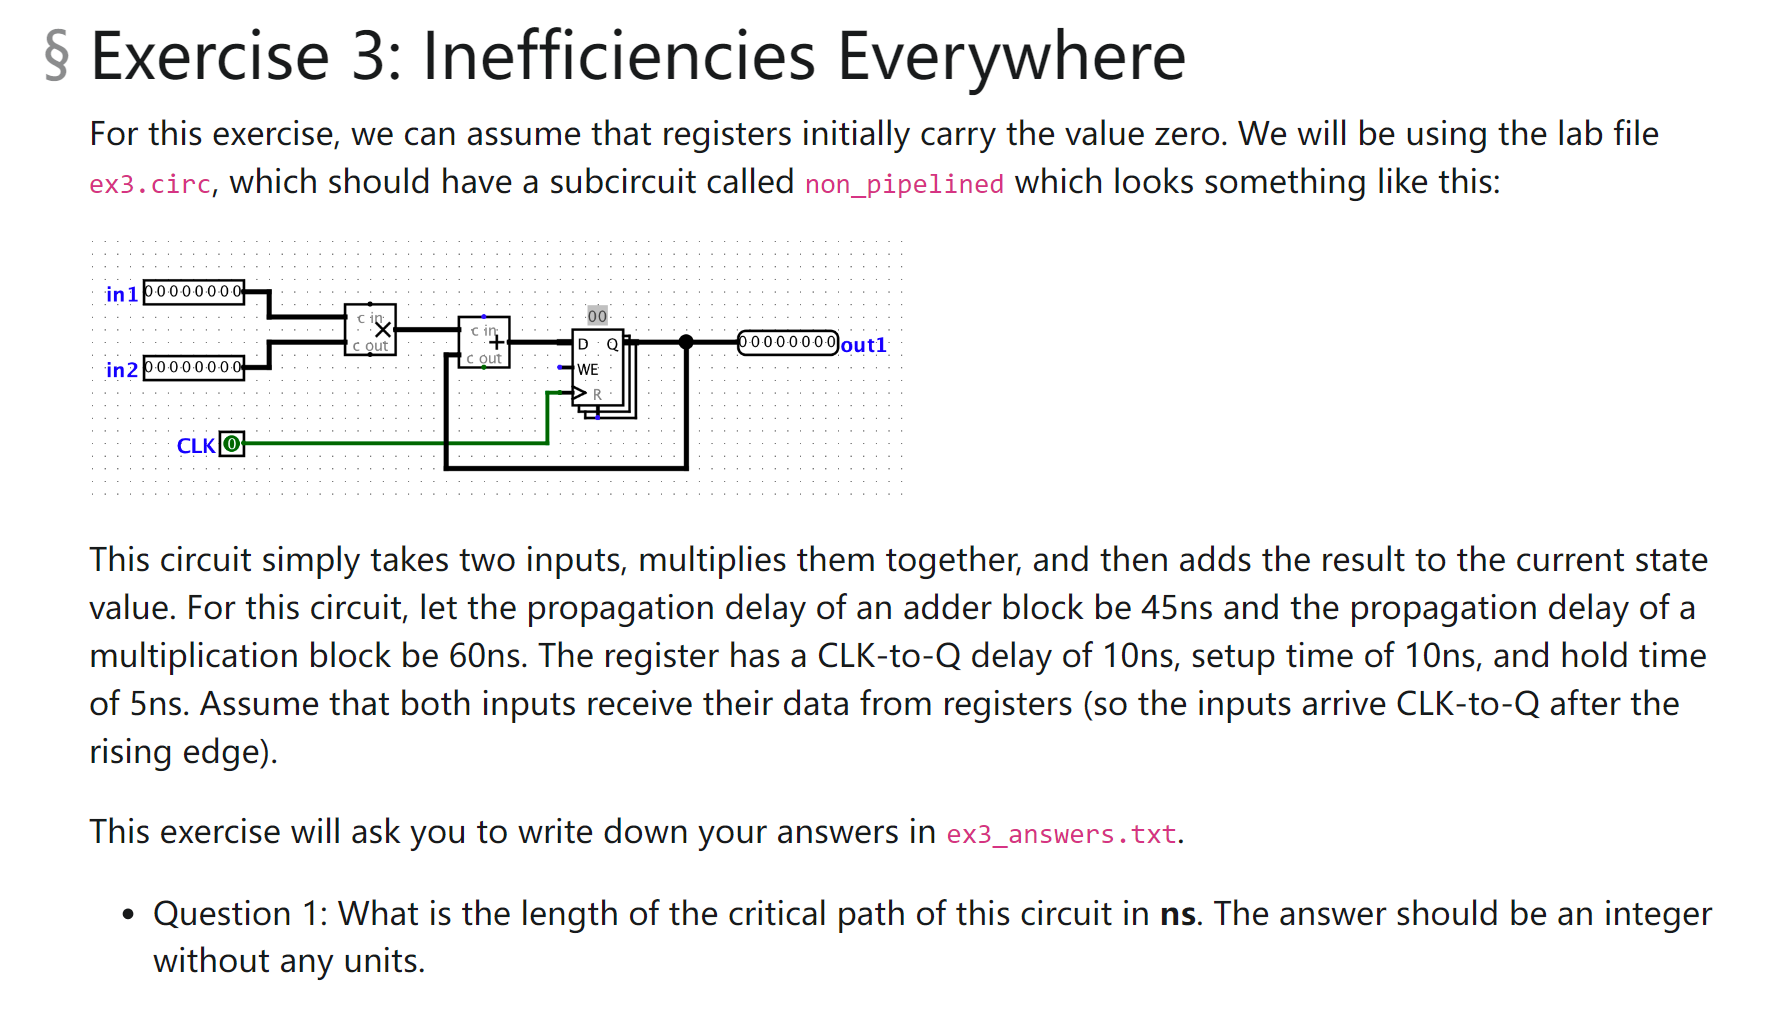 § Exercise 3: Inefficiencies Everywhere
For this exercise, we can assume that registers initially carry the value zero. We will be using the lab file
ex3.circ, which should have a subcircuit called non_pipelined which looks something like this:
in1 00000000
in2 00000000
CLK 0
c in
×
c out
c in
+
c out
00
D Q
WE
R
00000000 out1
This circuit simply takes two inputs, multiplies them together, and then adds the result to the current state
value. For this circuit, let the propagation delay of an adder block be 45ns and the propagation delay of a
multiplication block be 60ns. The register has a CLK-to-Q delay of 10ns, setup time of 10ns, and hold time
of 5ns. Assume that both inputs receive their data from registers (so the inputs arrive CLK-to-Q after the
rising edge).
This exercise will ask you to write down your answers in ex3_answers.txt.
• Question 1: What is the length of the critical path of this circuit in ns. The answer should be an integer
without any units.